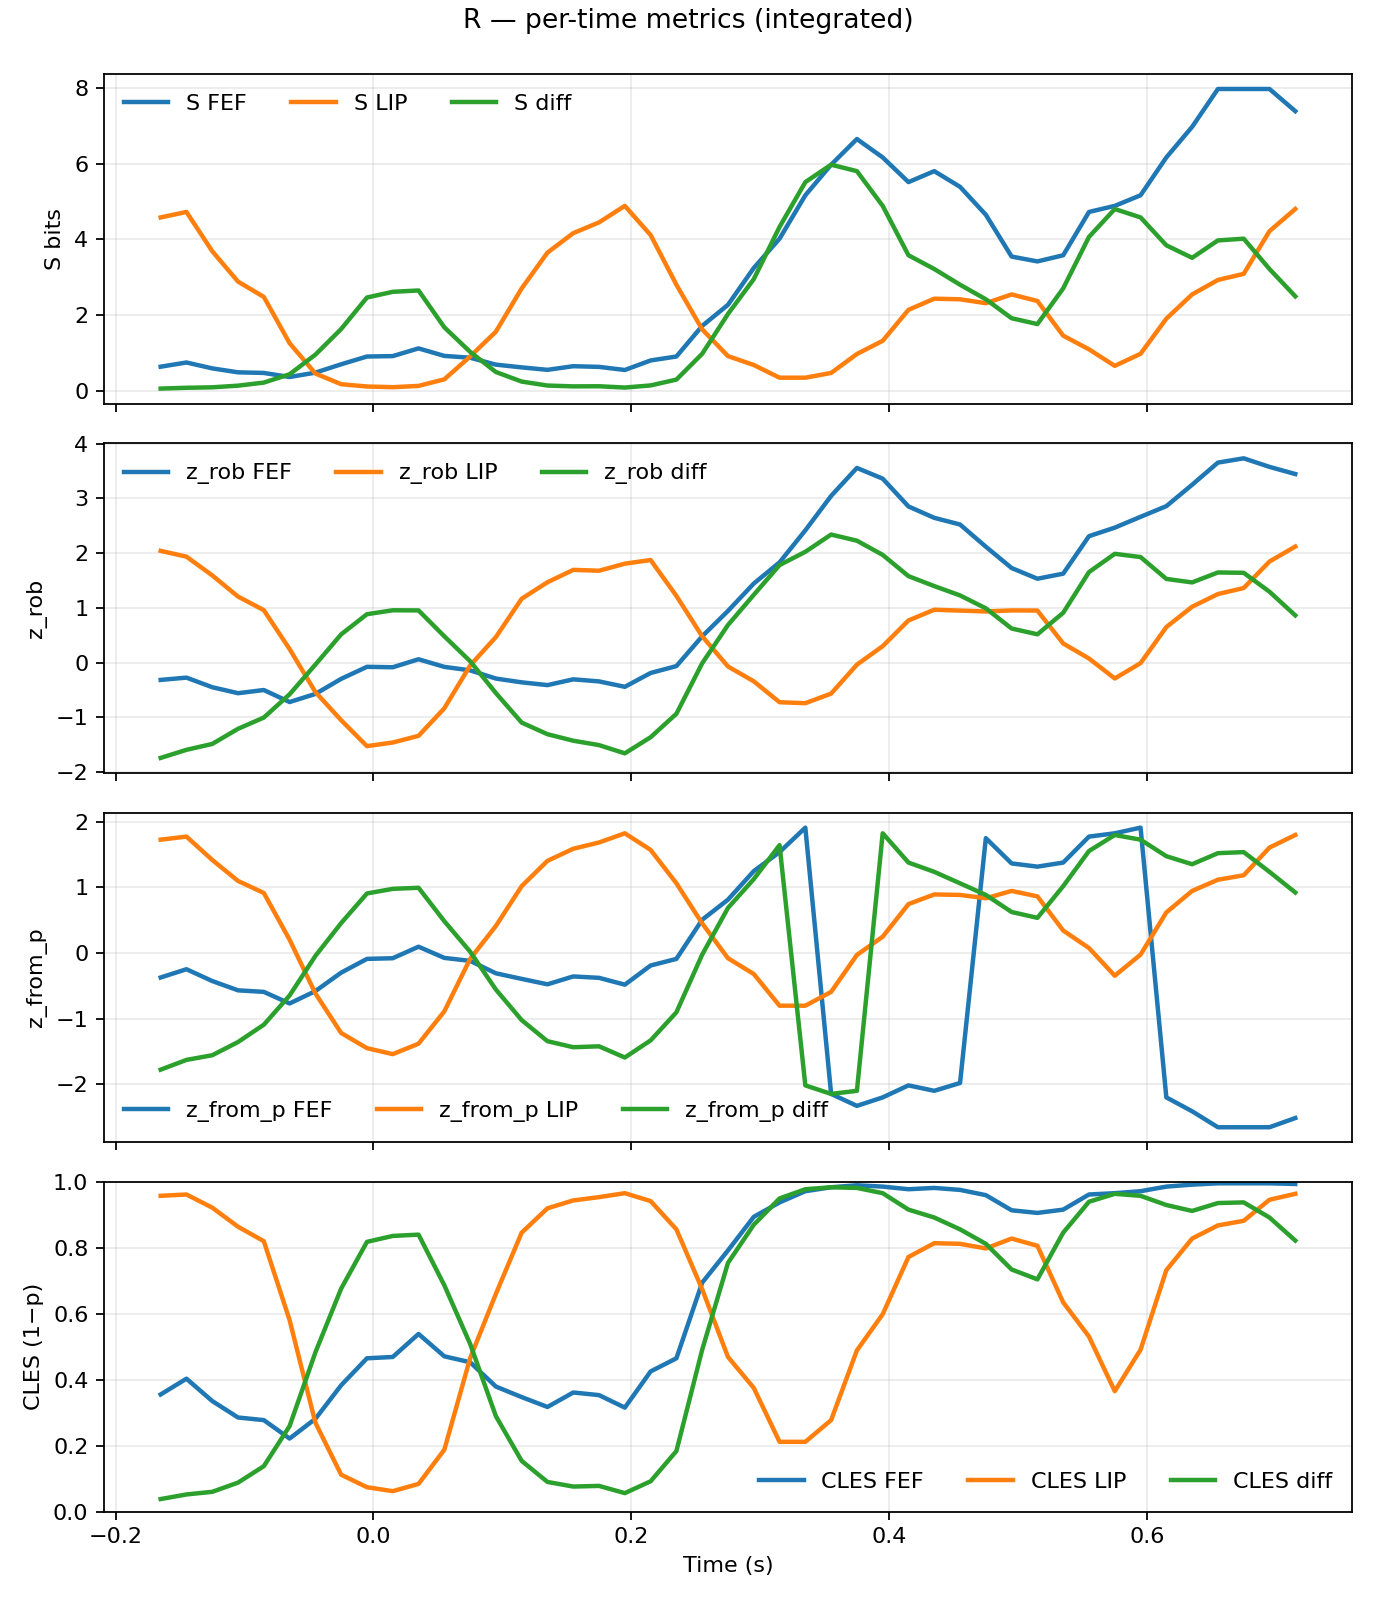 R — per-time metrics (integrated)
S FEF S LIP S diff
8
6
4
2
0
S bits
z_rob FEF z_rob LIP z_rob diff
4
3
2
1
0
−1
−2
z_rob
2
1
0
−1
−2
z_from_p
z_from_p FEF z_from_p LIP z_from_p diff
1.0
0.8
0.6
0.4
0.2
0.0
CLES (1−p)
CLES FEF CLES LIP CLES diff
−0.2 0.0 0.2 0.4 0.6
Time (s)